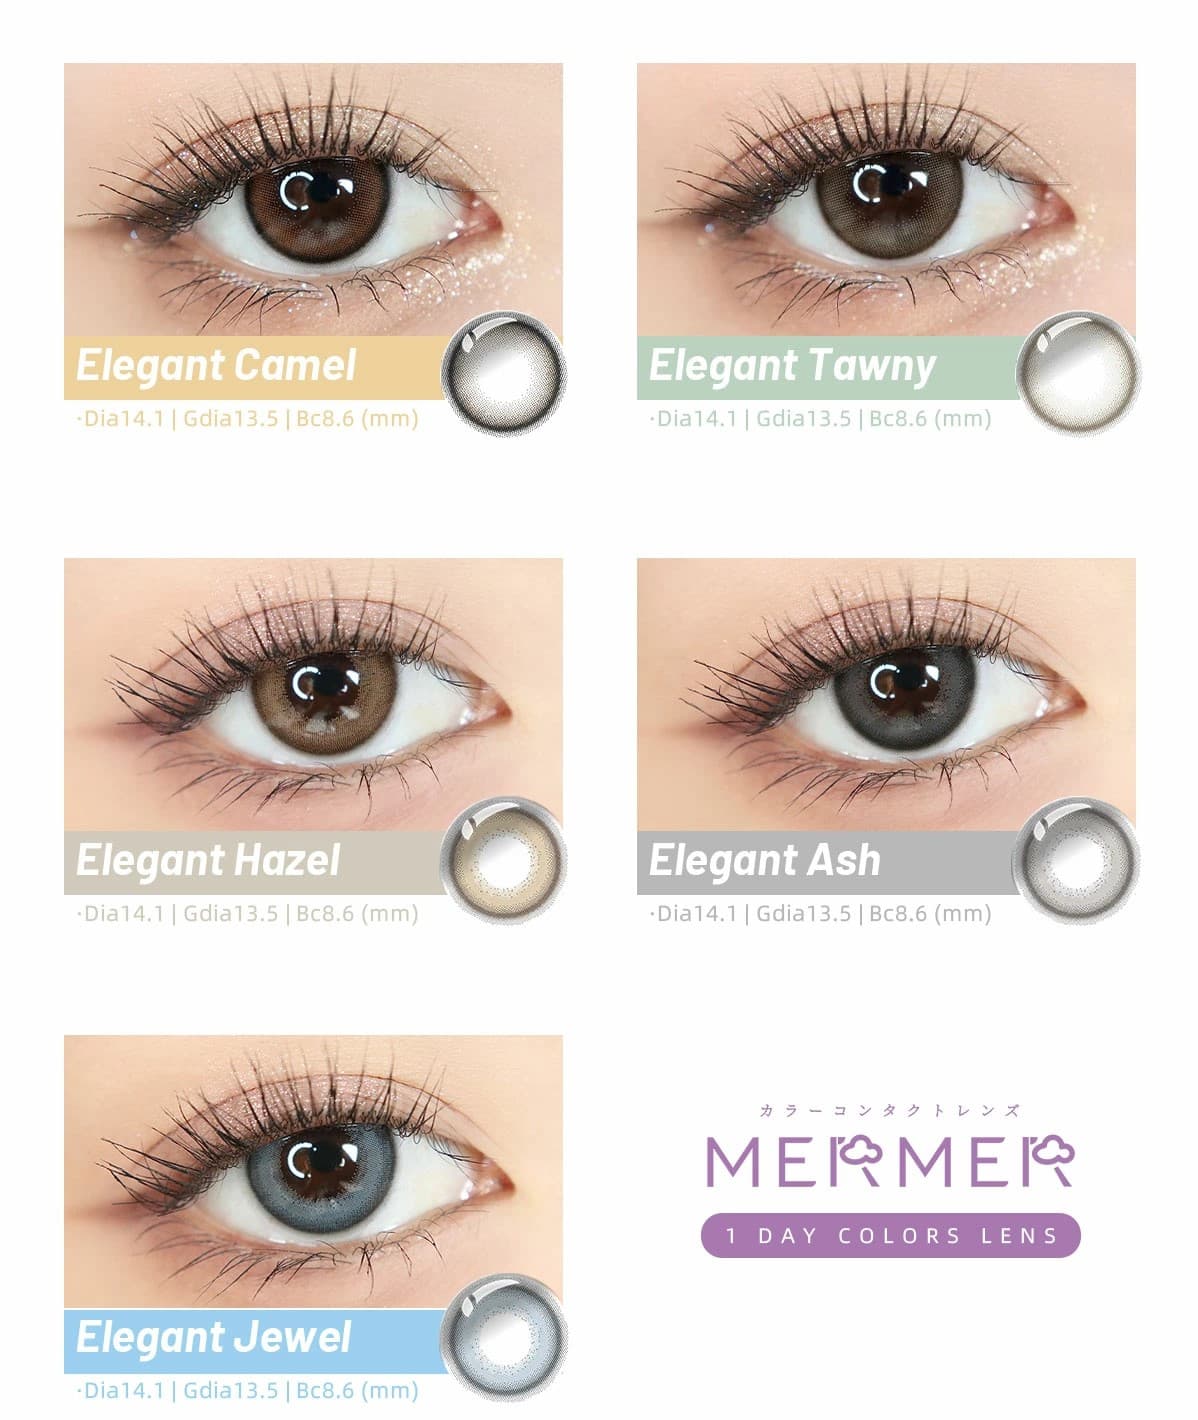 Elegant Camel
·Dia14.1 | Gdia13.5 | Bc8.6 (mm)
Elegant Tawny
·Dia14.1 | Gdia13.5 | Bc8.6 (mm)
Elegant Hazel
·Dia14.1 | Gdia13.5 | Bc8.6 (mm)
Elegant Ash
·Dia14.1 | Gdia13.5 | Bc8.6 (mm)
Elegant Jewel
·Dia14.1 | Gdia13.5 | Bc8.6 (mm)
カラーコンタクトレンズ
MERMER
1 DAY COLORS LENS